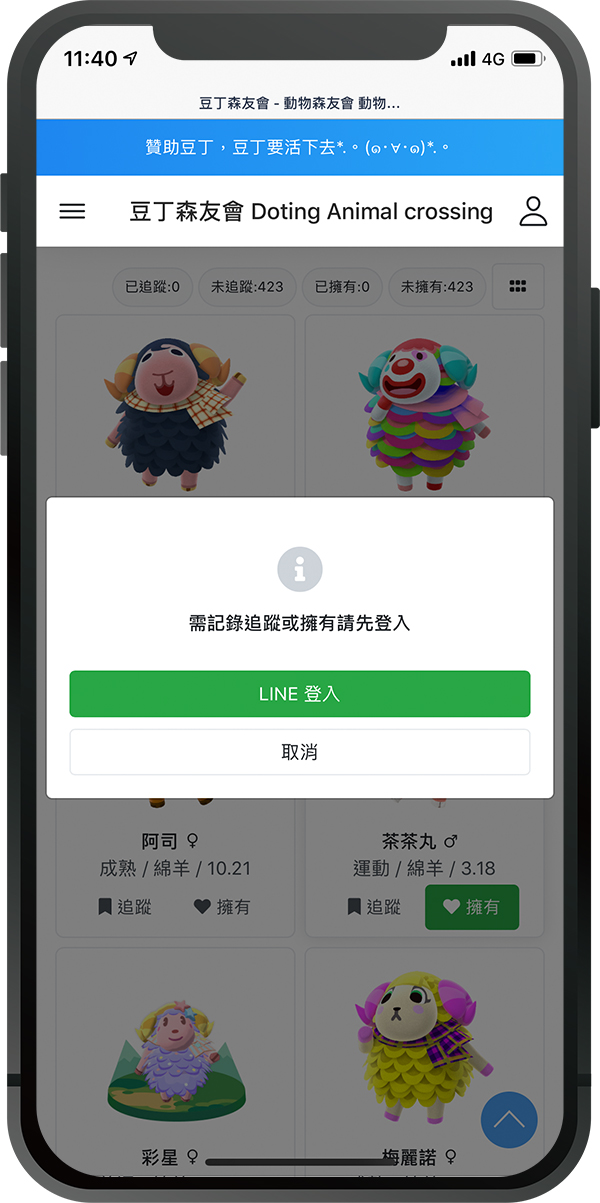 11:40
4G
豆丁森友會 - 動物森友會 動物...
贊助豆丁，豆丁要活下去*.。(๑･∀･๑)*.。
豆丁森友會 Doting Animal crossing
已追蹤:0 未追蹤:423 已擁有:0 未擁有:423
需記錄追蹤或擁有請先登入
LINE 登入
取消
阿司 ♀
成熟 / 綿羊 / 10.21
追蹤 擁有
茶茶丸 ♂
運動 / 綿羊 / 3.18
追蹤 擁有
彩星 ♀
梅麗諾 ♀